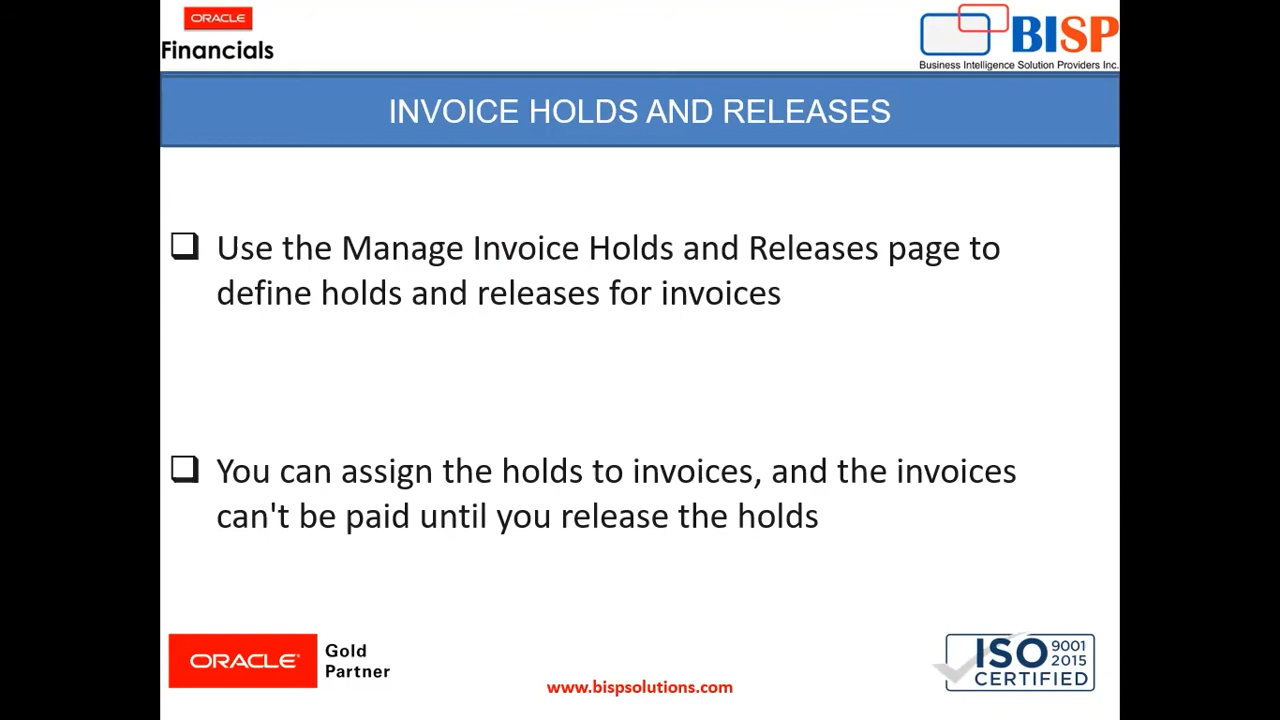 ORACLE
Financials
BISP
Business Intelligence Solution Providers Inc.
INVOICE HOLDS AND RELEASES
Use the Manage Invoice Holds and Releases page to
define holds and releases for invoices
You can assign the holds to invoices, and the invoices
can't be paid until you release the holds
ORACLE®
Gold
Partner
www.bispsolutions.com
ISO 9001
2015
CERTIFIED